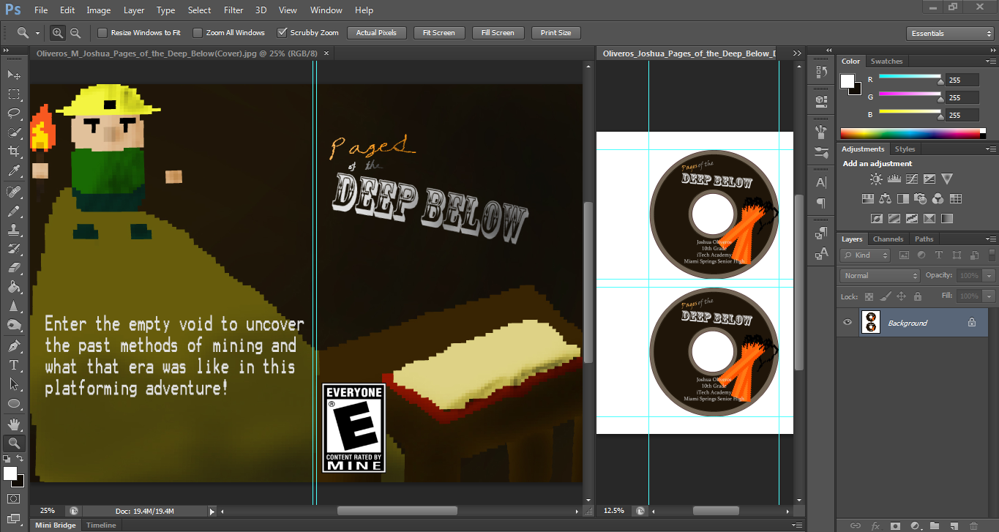 Ps File Edit Image Layer Type Select Filter 3D View Window Help
Resize Windows to Fit Zoom All Windows Scrubby Zoom Actual Pixels Fit Screen Fill Screen Print Size Essentials
Oliveros_M_Joshua_Pages_of_the_Deep_Below(Cover).jpg @ 25% (RGB/8) ×
Pages
of the
DEEP BELOW
Enter the empty void to uncover
the past methods of mining and
what that era was like in this
platforming adventure!
EVERYONE
®
E
CONTENT RATED BY
MINE
25% Doc: 19.4M/19.4M
Mini Bridge Timeline
Oliveros_Joshua_Pages_of_the_Deep_Below_D
Pages of the
DEEP BELOW
Joshua Oliveros
10th Grade
iTech Academy,
Miami Springs Senior High
Pages of the
DEEP BELOW
Joshua Oliveros
10th Grade
iTech Academy,
Miami Springs Senior High
12.5%
Color Swatches
R 255
G 255
B 255
Adjustments Styles
Add an adjustment
Layers Channels Paths
Kind
Normal Opacity: 100%
Lock: Fill: 100%
Background
fx